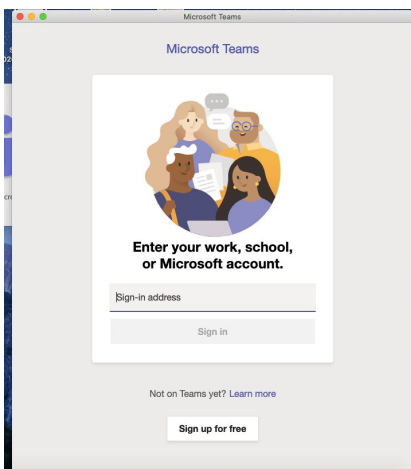 Microsoft Teams
Microsoft Teams
Enter your work, school,
or Microsoft account.
Sign-in address
Sign in
Not on Teams yet? Learn more
Sign up for free